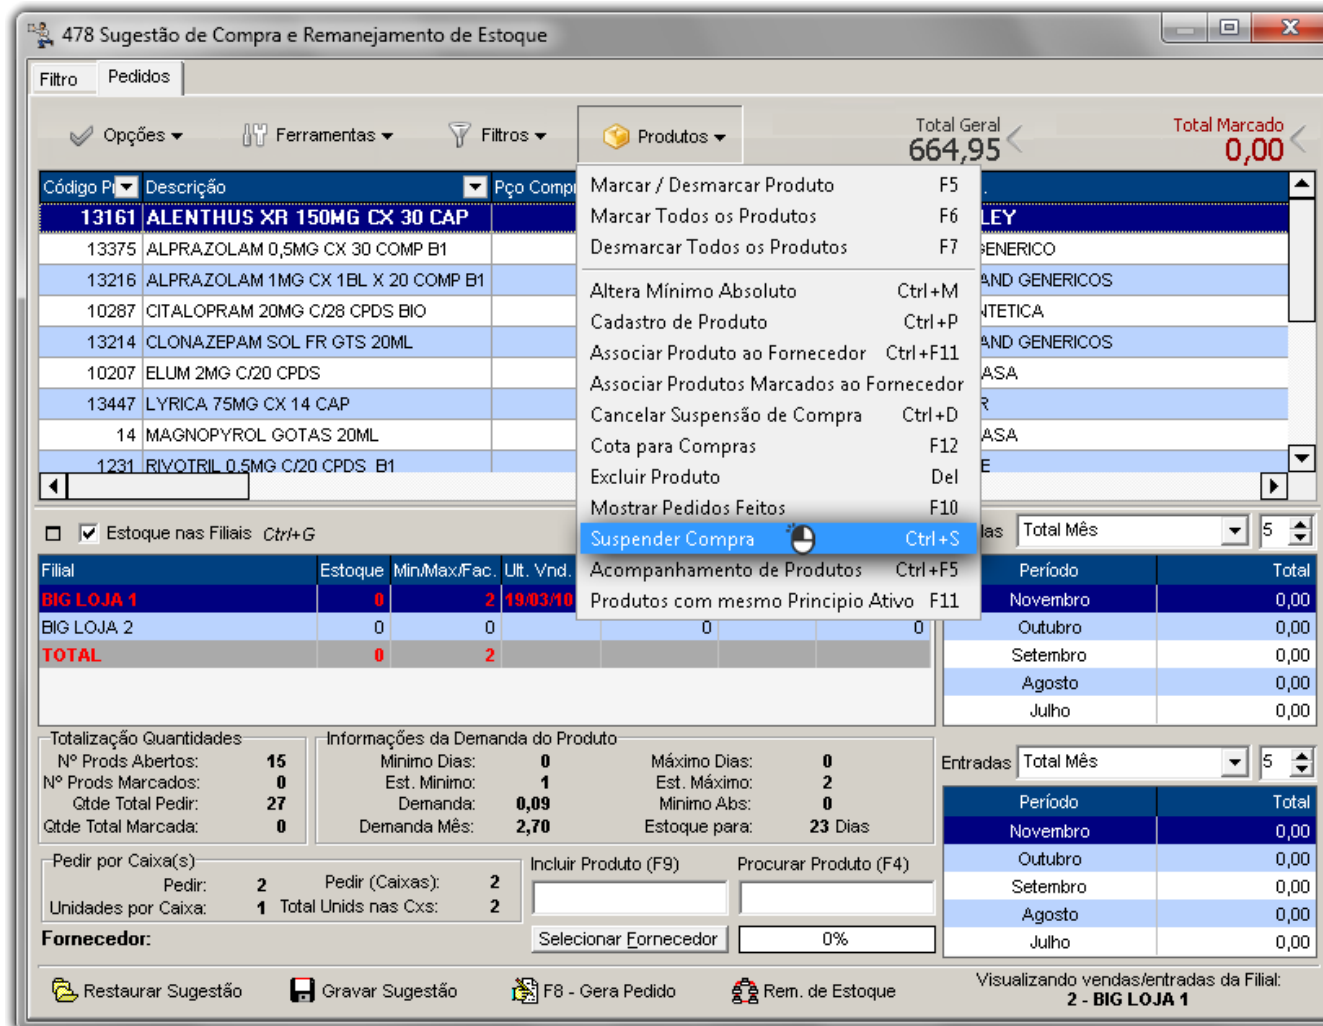 478 Sugestão de Compra e Remanejamento de Estoque
Filtro Pedidos
Opções Ferramentas Filtros Produtos Total Geral 664,95 Total Marcado 0,00
Código P Descrição Pço Comp
13161 ALENTHUS XR 150MG CX 30 CAP LEY
13375 ALPRAZOLAM 0,5MG CX 30 COMP B1 GENERICO
13216 ALPRAZOLAM 1MG CX 1BL X 20 COMP B1 AND GENERICOS
10287 CITALOPRAM 20MG C/28 CPDS BIO NTETICA
13214 CLONAZEPAM SOL FR GTS 20ML AND GENERICOS
10207 ELUM 2MG C/20 CPDS ASA
13447 LYRICA 75MG CX 14 CAP R
14 MAGNOPYROL GOTAS 20ML ASA
1231 RIVOTRIL 0,5MG C/20 CPDS B1 E
Marcar / Desmarcar Produto F5
Marcar Todos os Produtos F6
Desmarcar Todos os Produtos F7
Altera Mínimo Absoluto Ctrl+M
Cadastro de Produto Ctrl+P
Associar Produto ao Fornecedor Ctrl+F11
Associar Produtos Marcados ao Fornecedor
Cancelar Suspensão de Compra Ctrl+D
Cota para Compras F12
Excluir Produto Del
Mostrar Pedidos Feitos F10
Suspender Compra Ctrl+S
Acompanhamento de Produtos Ctrl+F5
Produtos com mesmo Principio Ativo F11
Estoque nas Filiais Ctrl+G
Filial Estoque Min/Max/Fac. Ult. Vnd.
BIG LOJA 1 0 2 19/03/10
BIG LOJA 2 0 0 0 0
TOTAL 0 2
las Total Mês 5
Período Total
Novembro 0,00
Outubro 0,00
Setembro 0,00
Agosto 0,00
Julho 0,00
Totalização Quantidades
Nº Prods Abertos: 15
Nº Prods Marcados: 0
Qtde Total Pedir: 27
Qtde Total Marcada: 0
Informações da Demanda do Produto
Minimo Dias: 0 Máximo Dias: 0
Est. Minimo: 1 Est. Máximo: 2
Demanda: 0,09 Minimo Abs: 0
Demanda Mês: 2,70 Estoque para: 23 Dias
Entradas Total Mês 5
Período Total
Novembro 0,00
Outubro 0,00
Setembro 0,00
Agosto 0,00
Julho 0,00
Pedir por Caixa(s)
Pedir: 2 Pedir (Caixas): 2
Unidades por Caixa: 1 Total Unids nas Cxs: 2
Incluir Produto (F9) Procurar Produto (F4)
Fornecedor: Selecionar Fornecedor 0%
Restaurar Sugestão Gravar Sugestão F8 - Gera Pedido Rem. de Estoque
Visualizando vendas/entradas da Filial:
2 - BIG LOJA 1